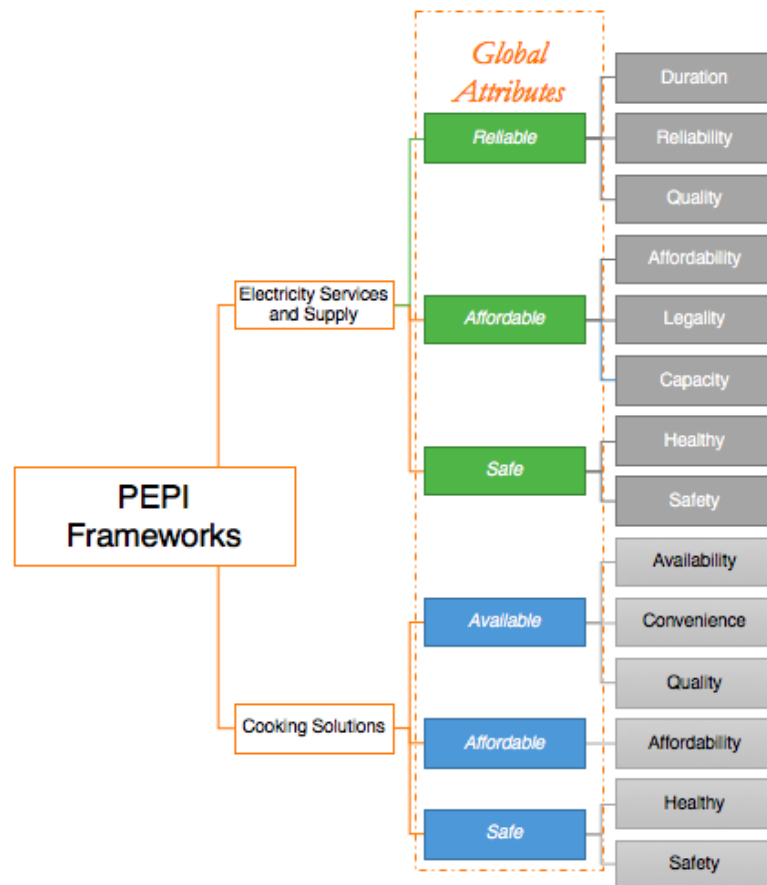 Global
Attributes
Duration
Reliable
Reliability
Quality
Affordability
Electricity Services
and Supply
Affordable
Legality
Capacity
Healthy
Safe
Safety
PEPI
Frameworks
Availability
Available
Convenience
Quality
Cooking Solutions
Affordable
Affordability
Healthy
Safe
Safety